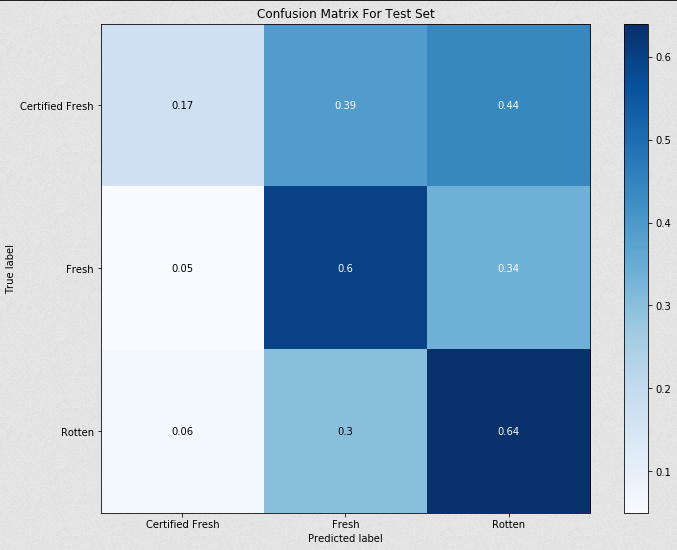 Confusion Matrix For Test Set
Certified Fresh 0.17 0.39 0.44
Fresh 0.05 0.6 0.34
Rotten 0.06 0.3 0.64
Certified Fresh Fresh Rotten
Predicted label
True label
0.6
0.5
0.4
0.3
0.2
0.1